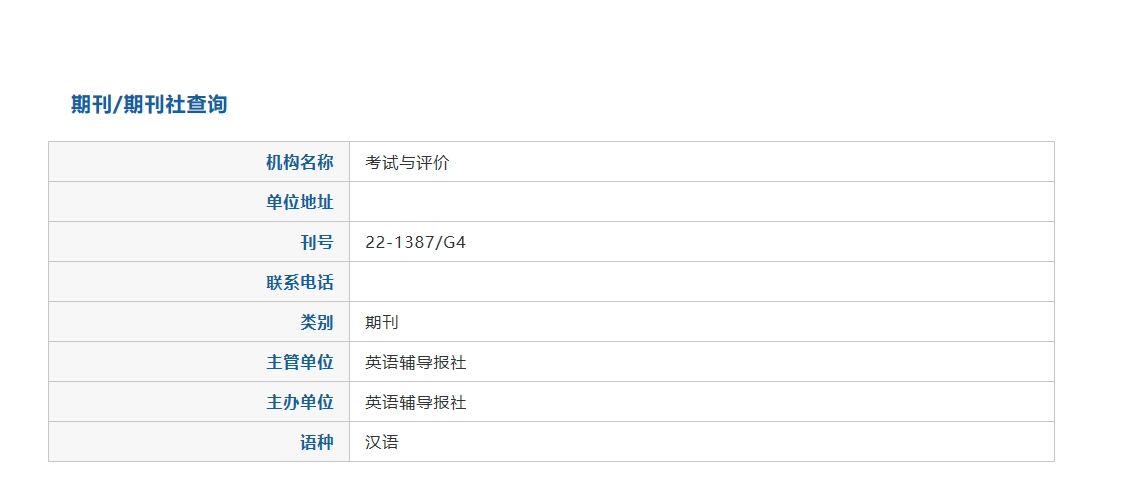 期刊/期刊社查询
机构名称 考试与评价
单位地址
刊号 22-1387/G4
联系电话
类别 期刊
主管单位 英语辅导报社
主办单位 英语辅导报社
语种 汉语